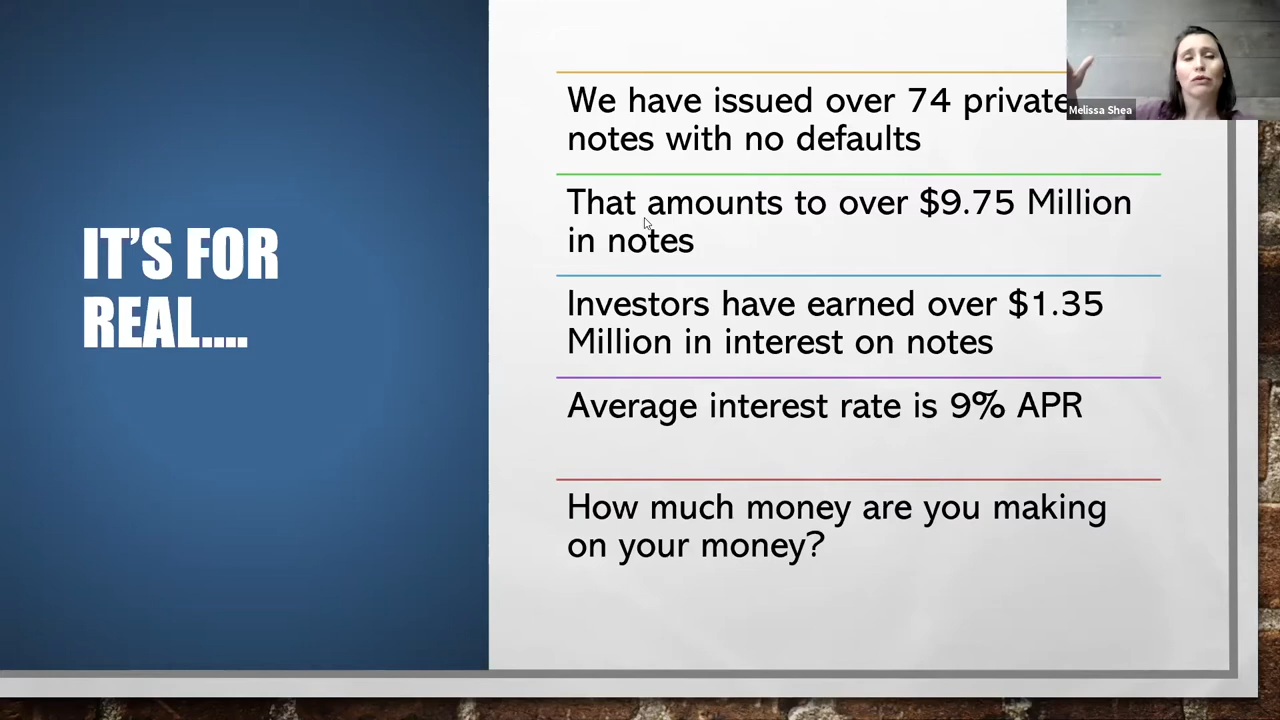 IT'S FOR
REAL....
We have issued over 74 private
notes with no defaults
That amounts to over $9.75 Million
in notes
Investors have earned over $1.35
Million in interest on notes
Average interest rate is 9% APR
How much money are you making
on your money?
Melissa Shea